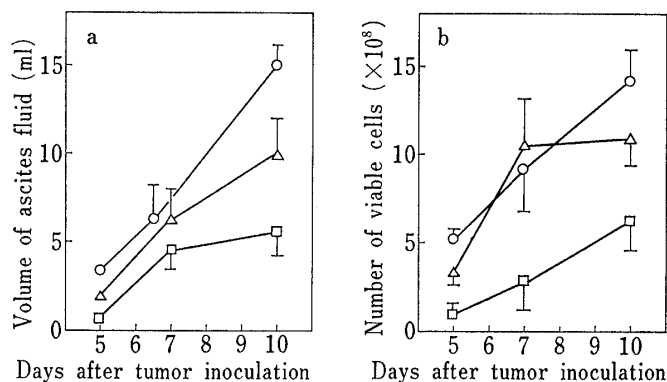 a
Volume of ascites fluid (ml)
15
10
5
0
5 6 7 8 9 10
Days after tumor inoculation
b
Number of viable cells (×10⁸)
15
10
5
0
5 6 7 8 9 10
Days after tumor inoculation